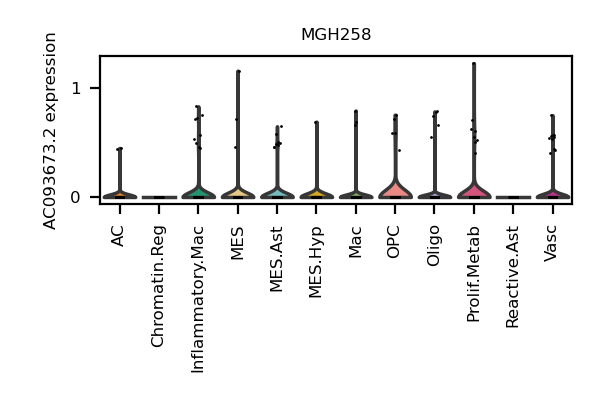 MGH258
AC093673.2 expression
1
0
AC
Chromatin.Reg
Inflammatory.Mac
MES
MES.Ast
MES.Hyp
Mac
OPC
Oligo
Prolif.Metab
Reactive.Ast
Vasc